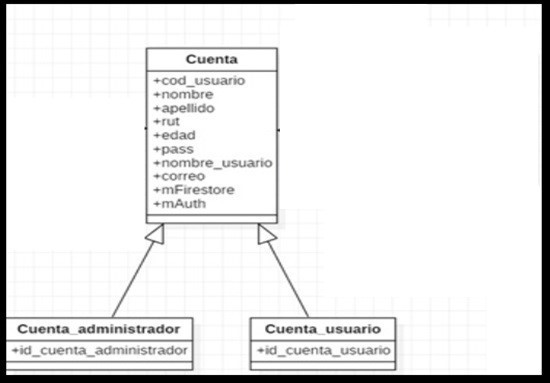 Cuenta
+cod_usuario
+nombre
+apellido
+rut
+edad
+pass
+nombre_usuario
+correo
+mFirestore
+mAuth
Cuenta_administrador
+id_cuenta_administrador
Cuenta_usuario
+id_cuenta_usuario